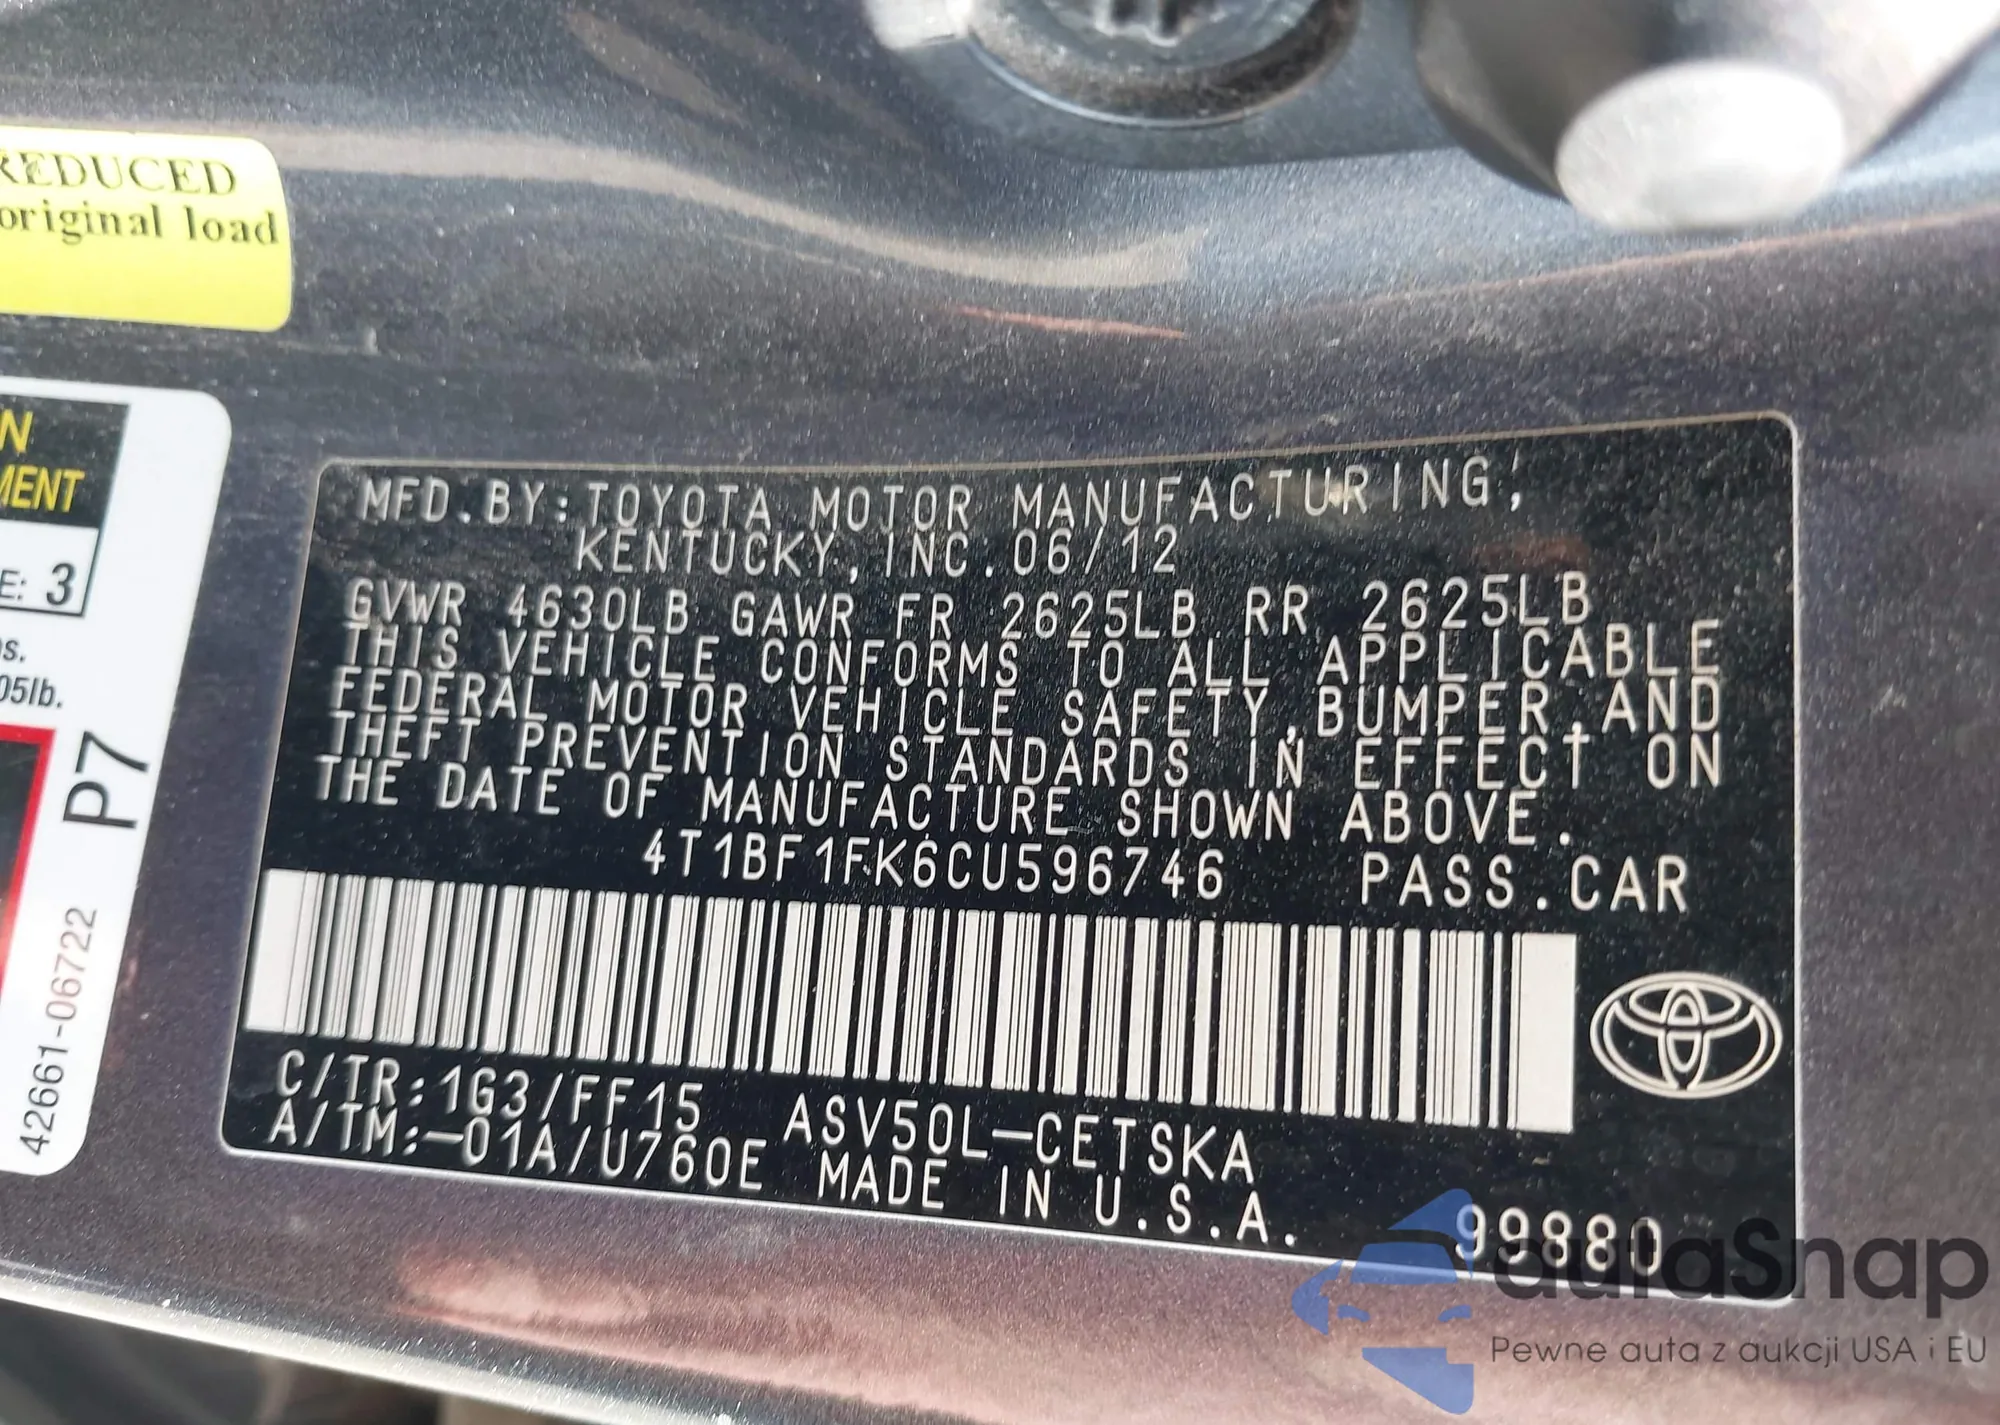 REDUCED
original load
N
MENT
E: 3
s.
05lb.
P7
42661-06722
MFD.BY:TOYOTA MOTOR MANUFACTURING,
KENTUCKY, INC. 06/12
GVWR 4630LB GAWR FR 2625LB RR 2625LB
THIS VEHICLE CONFORMS TO ALL APPLICABLE
FEDERAL MOTOR VEHICLE SAFETY,BUMPER,AND
THEFT PREVENTION STANDARDS IN EFFECT ON
THE DATE OF MANUFACTURE SHOWN ABOVE.
4T1BF1FK6CU596746 PASS.CAR
C/TR:1G3/FF15 ASV50L-CETSKA
A/TM:-01A/U760E MADE IN U.S.A.
99880
autaSnap
Pewne auta z aukcji USA i EU